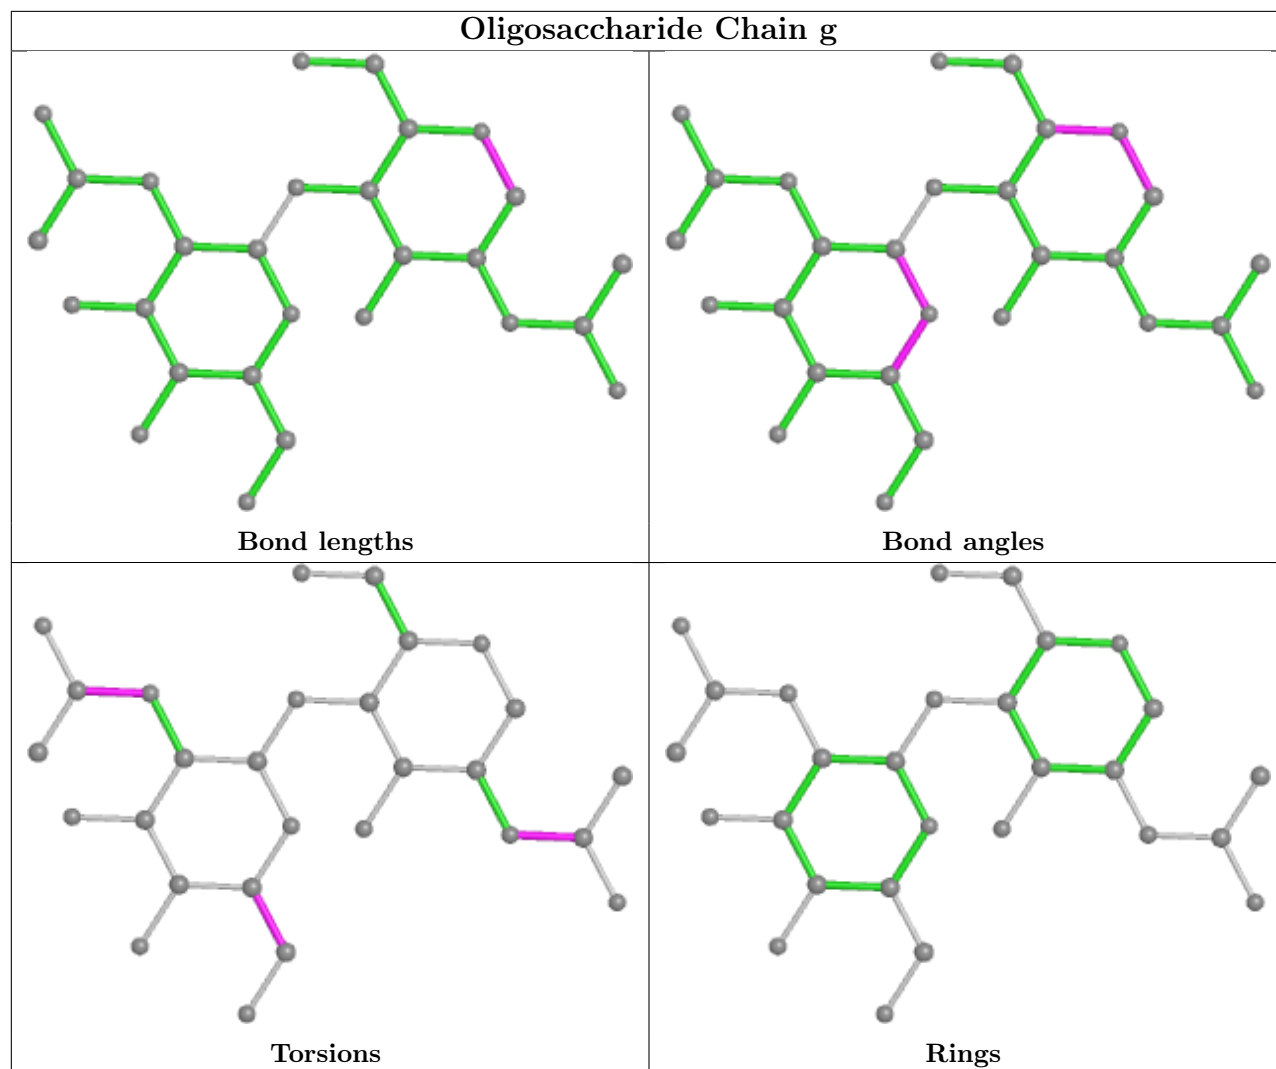 Oligosaccharide Chain g
Bond lengths
Bond angles
Torsions
Rings